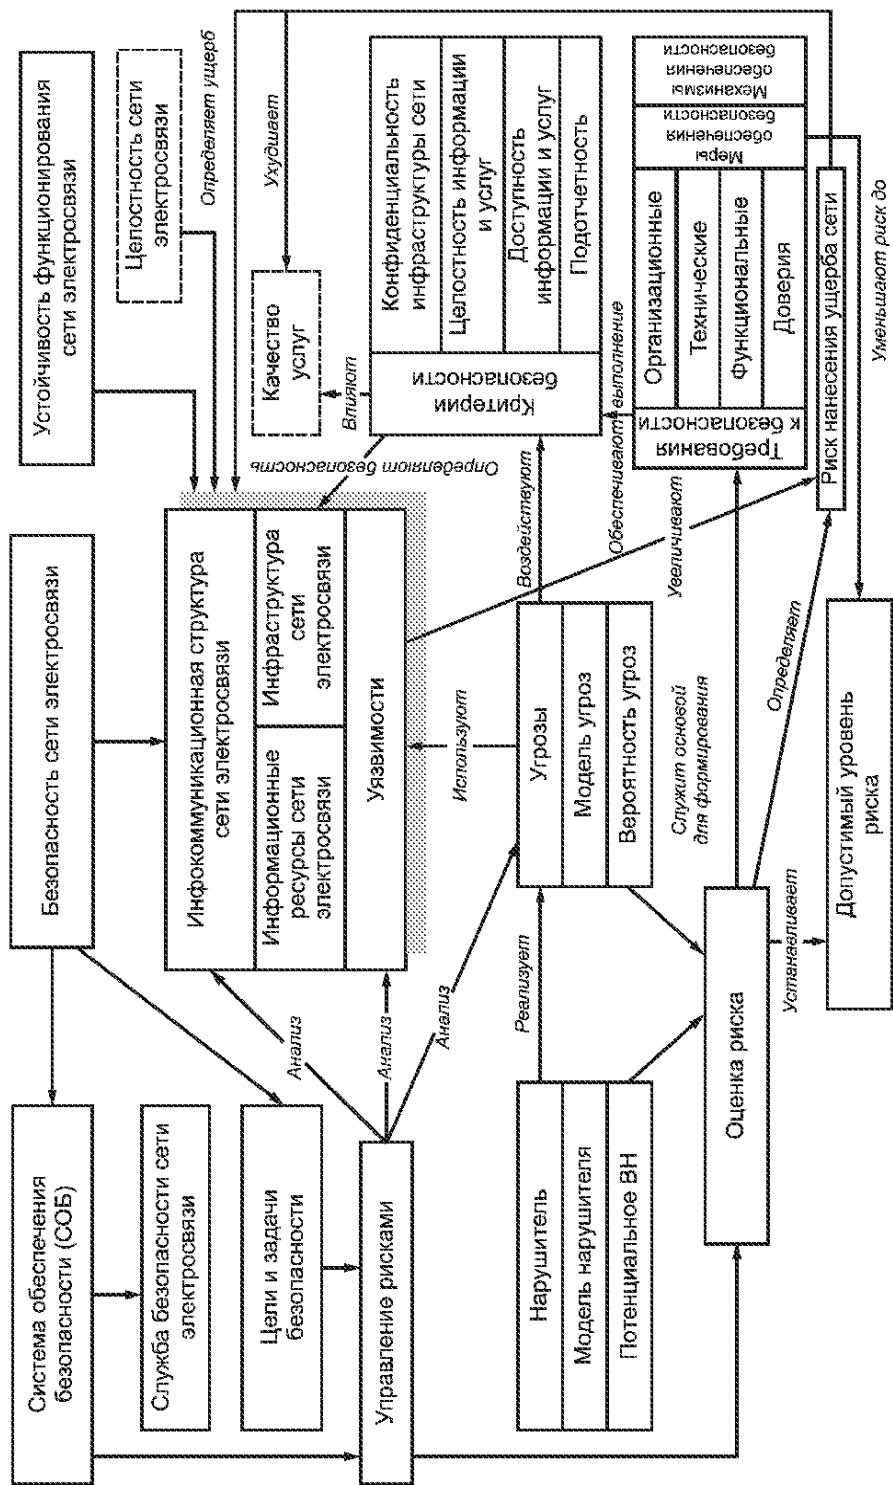 Система обеспечения
безопасности (СОБ)
Безопасность сети электросвязи
Устойчивость функционирования
сети электросвязи
Служба безопасности сети
электросвязи
Целостность сети
электросвязи
Определяет ущерб
Цели и задачи
безопасности
Инфокоммуникационная структура
сети электросвязи
Информационные
ресурсы сети
электросвязи
Инфраструктура
сети
электросвязи
Уязвимости
Ухудшает
Качество
услуг
Влияют
Определяют безопасность
Управление рисками
Анализ
Анализ
Анализ
Критерии
безопасности
Конфиденциальность
инфраструктуры сети
Целостность информации
и услуг
Доступность
информации и услуг
Подотчетность
Используют
Воздействуют
Нарушитель
Модель нарушителя
Потенциальное ВН
Реализует
Угрозы
Модель угроз
Вероятность угроз
Обеспечивают выполнение
Увеличивают
Требования
к безопасности
Организационные
Технические
Функциональные
Доверия
Меры
обеспечения
безопасности
Механизмы
обеспечения
безопасности
Служит основой
для формирования
Оценка риска
Определяет
Устанавливает
Риск нанесения ущерба сети
Уменьшают риск до
Допустимый уровень
риска